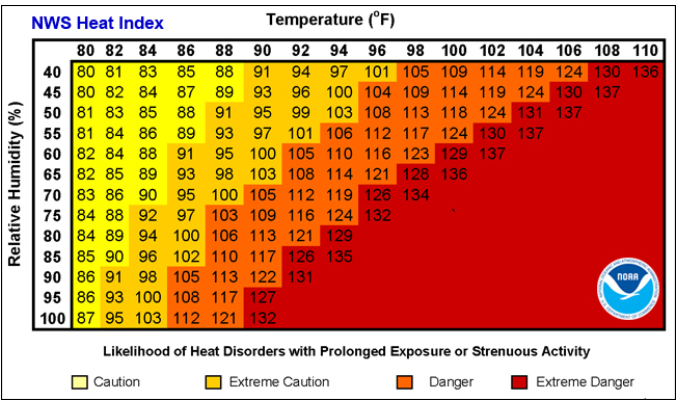 NWS Heat Index
Temperature (°F)
80 82 84 86 88 90 92 94 96 98 100 102 104 106 108 110
Relative Humidity (%)
40 80 81 83 85 88 91 94 97 101 105 109 114 119 124 130 136
45 80 82 84 87 89 93 96 100 104 109 114 119 124 130 137
50 81 83 85 88 91 95 99 103 108 113 118 124 131 137
55 81 84 86 89 93 97 101 106 112 117 124 130 137
60 82 84 88 91 95 100 105 110 116 123 129 137
65 82 85 89 93 98 103 108 114 121 128 136
70 83 86 90 95 100 105 112 119 126 134
75 84 88 92 97 103 109 116 124 132
80 84 89 94 100 106 113 121 129
85 85 90 96 102 110 117 126 135
90 86 91 98 105 113 122 131
95 86 93 100 108 117 127
100 87 95 103 112 121 132
NOAA
Likelihood of Heat Disorders with Prolonged Exposure or Strenuous Activity
Caution Extreme Caution Danger Extreme Danger